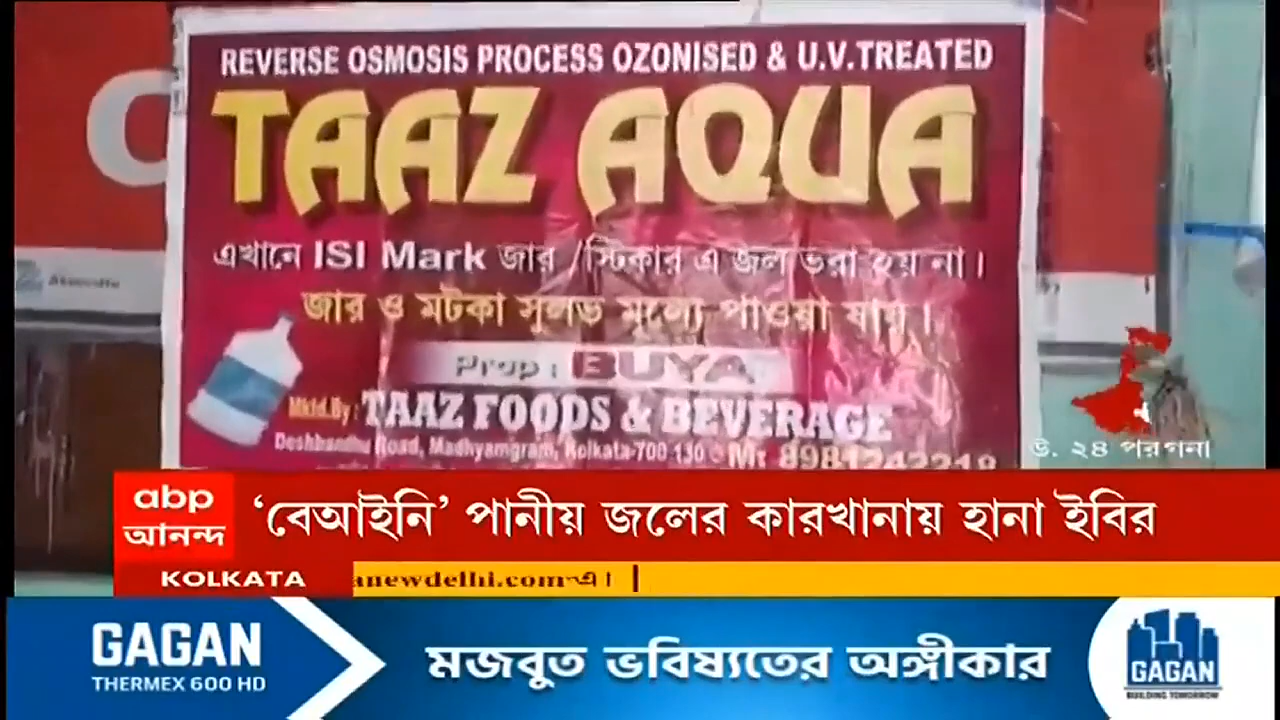 REVERSE OSMOSIS PROCESS OZONISED & U.V.TREATED
TAAZ AQUA
এখানে ISI Mark জার /স্টিকার এ জল ভরা হয় না।
জার ও মটকা সুলভ মূল্যে পাওয়া যায়।
Prop : BUYA
Mktd.By : TAAZ FOODS & BEVERAGE
Deshbandhu Road, Madhyamgram, Kolkata-700 130
উ. ২৪ পরগনা
abp আনন্দ
‘বেআইনি’ পানীয় জলের কারখানায় হানা ইবির
KOLKATA
anewdelhi.com-এ।
GAGAN
THERMEX 600 HD
মজবুত ভবিষ্যতের অঙ্গীকার
GAGAN
BUILDING TOMORROW